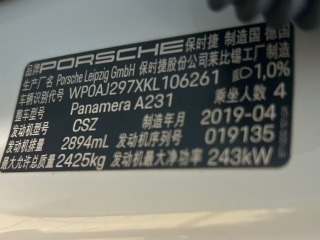 品牌 PORSCHE 保时捷 制造国 德国
生产厂名 Porsche Leipzig GmbH 保时捷股份公司莱比锡工厂制造
车辆识别代号 WP0AJ297XKL106261 1,0%
整车型号 Panamera A231 乘坐人数 4
发动机型号 CSZ 制造年月 2019-04
发动机排量 2894mL 发动机序列号 019135
最大允许总质量 2425kg 发动机最大净功率 243kW